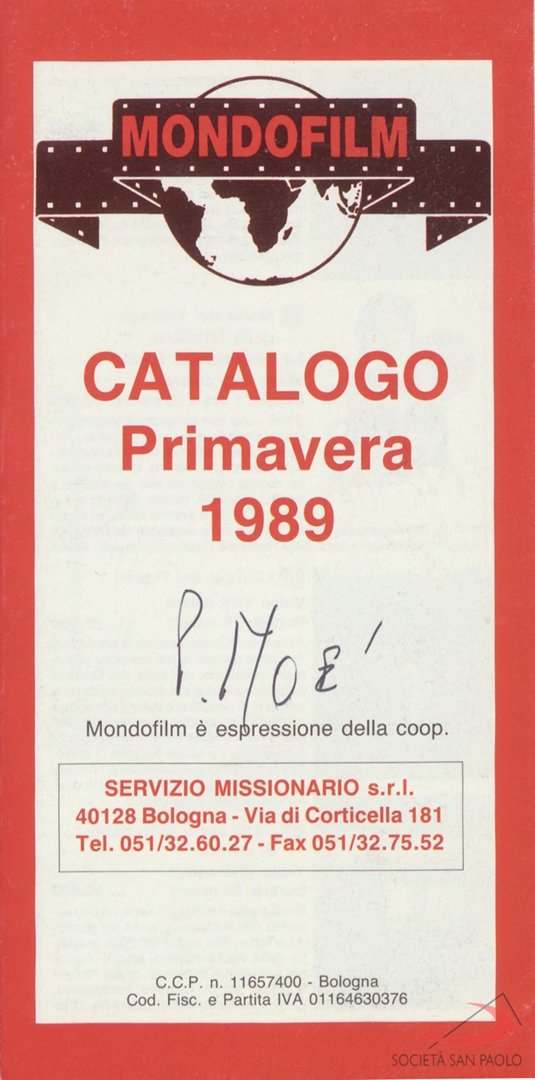 MONDOFILM
CATALOGO
Primavera
1989
P. MOE'
Mondofilm è espressione della coop.
SERVIZIO MISSIONARIO s.r.l.
40128 Bologna - Via di Corticella 181
Tel. 051/32.60.27 - Fax 051/32.75.52
C.C.P. n. 11657400 - Bologna
Cod. Fisc. e Partita IVA 01164630376
SOCIETÀ SAN PAOLO